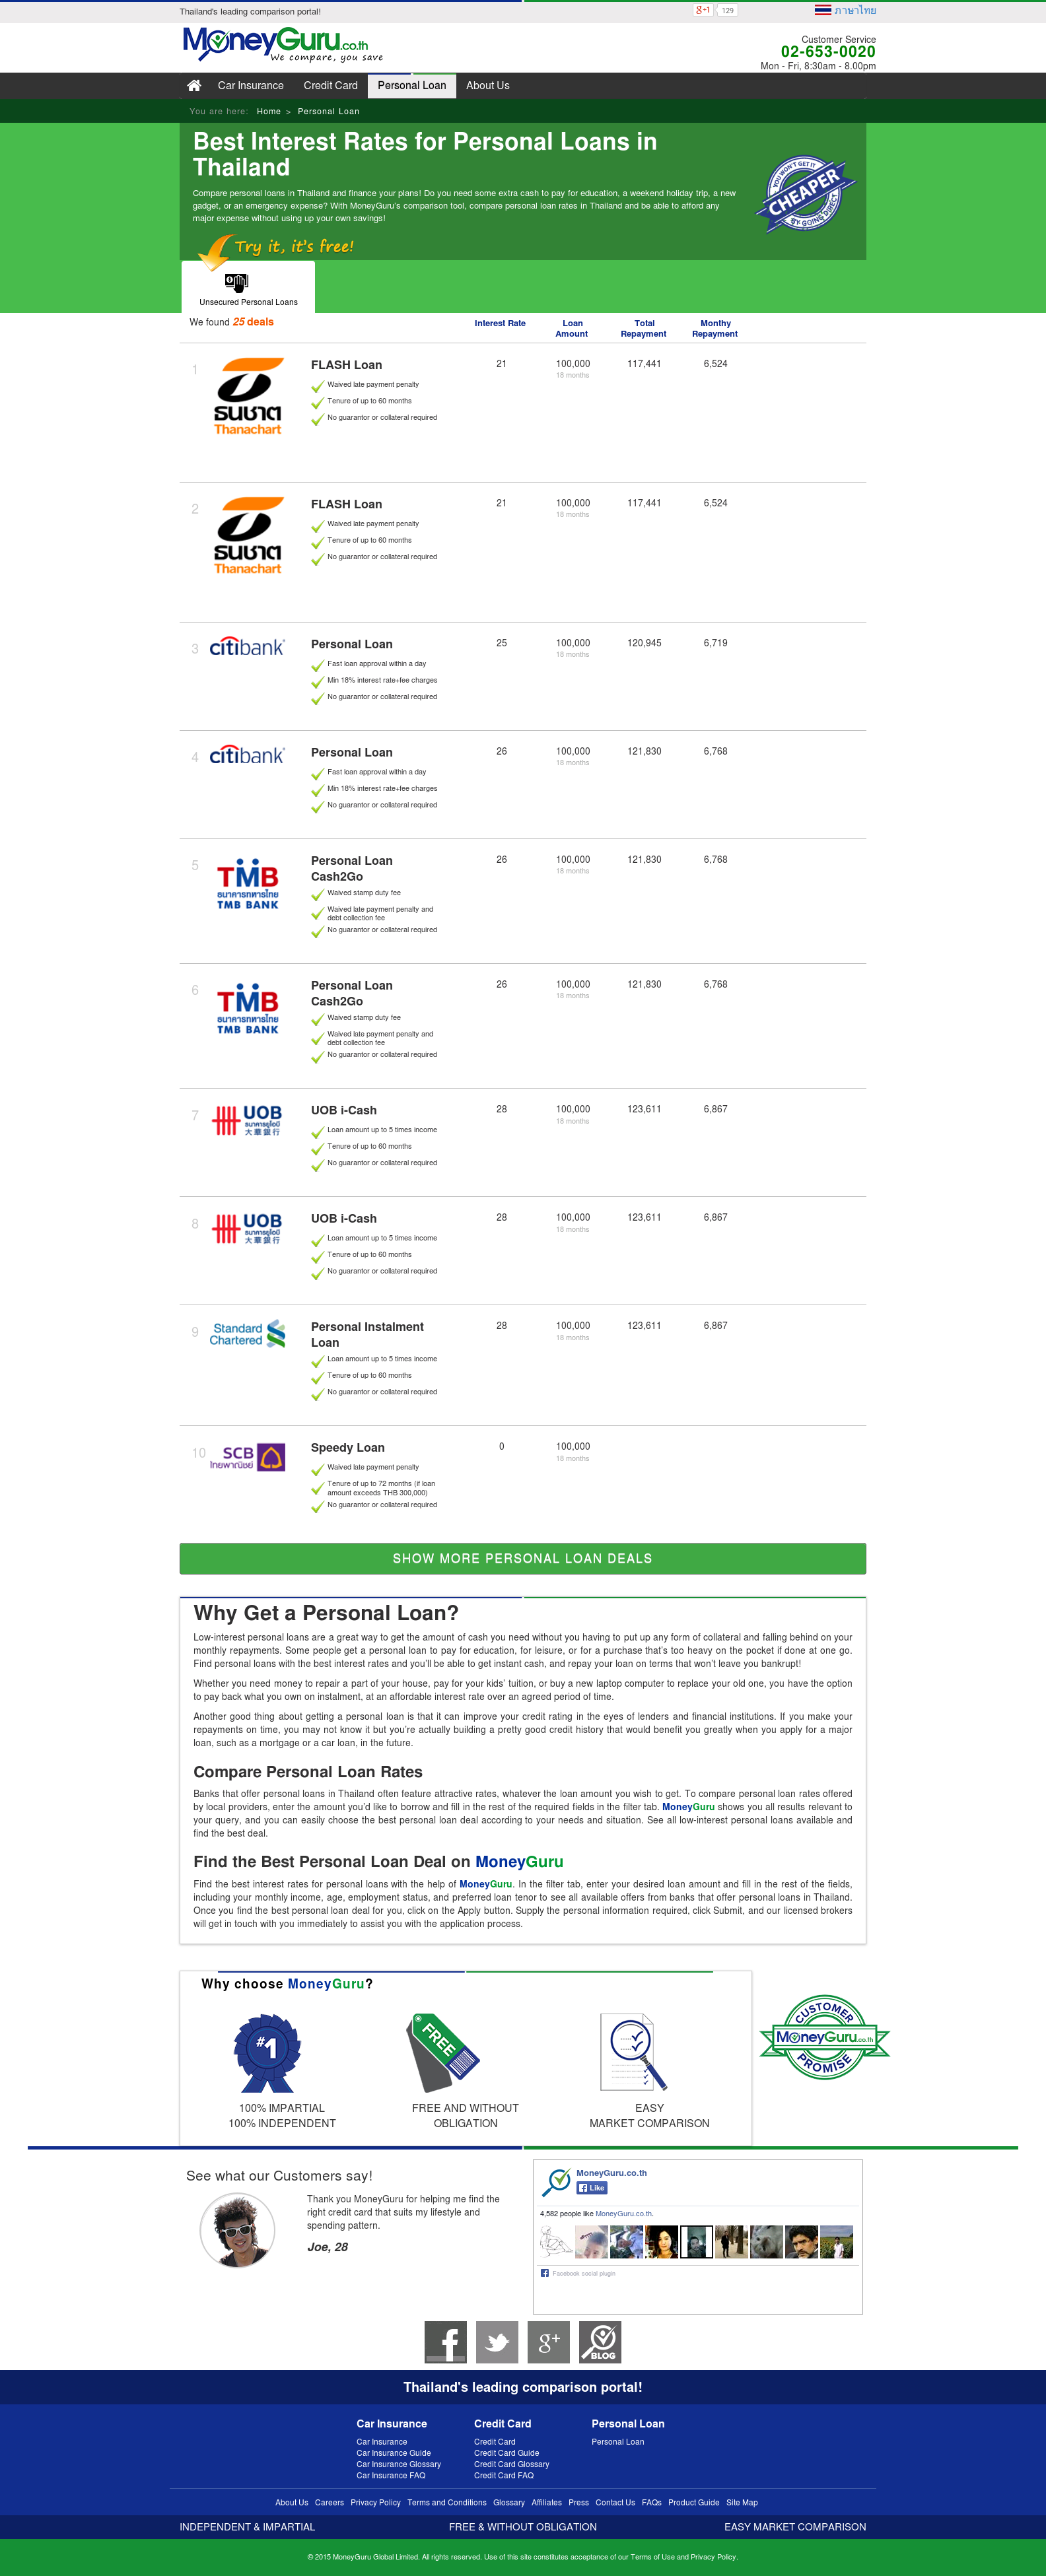 Thailand's leading comparison portal!
g+1 129
ภาษาไทย
MoneyGuru.co.th
We compare, you save
Customer Service
02-653-0020
Mon - Fri, 8:30am - 8.00pm
Car Insurance Credit Card Personal Loan About Us
You are here: Home > Personal Loan
Best Interest Rates for Personal Loans in
Thailand
Compare personal loans in Thailand and finance your plans! Do you need some extra cash to pay for education, a weekend holiday trip, a new
gadget, or an emergency expense? With MoneyGuru's comparison tool, compare personal loan rates in Thailand and be able to afford any
major expense without using up your own savings!
YOU WON'T GET IT
CHEAPER
BY GOING DIRECT
Try it, it's free!
Unsecured Personal Loans
We found 25 deals
Interest Rate Loan Amount Total Repayment Monthy Repayment
1
ธนชาต
Thanachart
FLASH Loan
Waived late payment penalty
Tenure of up to 60 months
No guarantor or collateral required
21 100,000 117,441 6,524
18 months
2
ธนชาต
Thanachart
FLASH Loan
Waived late payment penalty
Tenure of up to 60 months
No guarantor or collateral required
21 100,000 117,441 6,524
18 months
3
citibank
Personal Loan
Fast loan approval within a day
Min 18% interest rate+fee charges
No guarantor or collateral required
25 100,000 120,945 6,719
18 months
4
citibank
Personal Loan
Fast loan approval within a day
Min 18% interest rate+fee charges
No guarantor or collateral required
26 100,000 121,830 6,768
18 months
5
TMB
ธนาคารทหารไทย
TMB BANK
Personal Loan
Cash2Go
Waived stamp duty fee
Waived late payment penalty and
debt collection fee
No guarantor or collateral required
26 100,000 121,830 6,768
18 months
6
TMB
ธนาคารทหารไทย
TMB BANK
Personal Loan
Cash2Go
Waived stamp duty fee
Waived late payment penalty and
debt collection fee
No guarantor or collateral required
26 100,000 121,830 6,768
18 months
7
UOB
ธนาคารยูโอบี
大華銀行
UOB i-Cash
Loan amount up to 5 times income
Tenure of up to 60 months
No guarantor or collateral required
28 100,000 123,611 6,867
18 months
8
UOB
ธนาคารยูโอบี
大華銀行
UOB i-Cash
Loan amount up to 5 times income
Tenure of up to 60 months
No guarantor or collateral required
28 100,000 123,611 6,867
18 months
9
Standard
Chartered
Personal Instalment
Loan
Loan amount up to 5 times income
Tenure of up to 60 months
No guarantor or collateral required
28 100,000 123,611 6,867
18 months
10
SCB
ไทยพาณิชย์
Speedy Loan
Waived late payment penalty
Tenure of up to 72 months (if loan
amount exceeds THB 300,000)
No guarantor or collateral required
0 100,000
18 months
SHOW MORE PERSONAL LOAN DEALS
Why Get a Personal Loan?
Low-interest personal loans are a great way to get the amount of cash you need without you having to put up any form of collateral and falling behind on your
monthly repayments. Some people get a personal loan to pay for education, for leisure, or for a purchase that's too heavy on the pocket if done at one go.
Find personal loans with the best interest rates and you'll be able to get instant cash, and repay your loan on terms that won't leave you bankrupt!
Whether you need money to repair a part of your house, pay for your kids' tuition, or buy a new laptop computer to replace your old one, you have the option
to pay back what you own on instalment, at an affordable interest rate over an agreed period of time.
Another good thing about getting a personal loan is that it can improve your credit rating in the eyes of lenders and financial institutions. If you make your
repayments on time, you may not know it but you're actually building a pretty good credit history that would benefit you greatly when you apply for a major
loan, such as a mortgage or a car loan, in the future.
Compare Personal Loan Rates
Banks that offer personal loans in Thailand often feature attractive rates, whatever the loan amount you wish to get. To compare personal loan rates offered
by local providers, enter the amount you'd like to borrow and fill in the rest of the required fields in the filter tab. MoneyGuru shows you all results relevant to
your query, and you can easily choose the best personal loan deal according to your needs and situation. See all low-interest personal loans available and
find the best deal.
Find the Best Personal Loan Deal on MoneyGuru
Find the best interest rates for personal loans with the help of MoneyGuru. In the filter tab, enter your desired loan amount and fill in the rest of the fields,
including your monthly income, age, employment status, and preferred loan tenor to see all available offers from banks that offer personal loans in Thailand.
Once you find the best personal loan deal for you, click on the Apply button. Supply the personal information required, click Submit, and our licensed brokers
will get in touch with you immediately to assist you with the application process.
Why choose MoneyGuru?
#1
FREE
100% IMPARTIAL
100% INDEPENDENT
FREE AND WITHOUT
OBLIGATION
EASY
MARKET COMPARISON
CUSTOMER
MoneyGuru.co.th
PROMISE
See what our Customers say!
Thank you MoneyGuru for helping me find the
right credit card that suits my lifestyle and
spending pattern.
Joe, 28
MoneyGuru.co.th
Like
4,582 people like MoneyGuru.co.th.
Facebook social plugin
f
g+
BLOG
Thailand's leading comparison portal!
Car Insurance
Car Insurance
Car Insurance Guide
Car Insurance Glossary
Car Insurance FAQ
Credit Card
Credit Card
Credit Card Guide
Credit Card Glossary
Credit Card FAQ
Personal Loan
Personal Loan
About Us Careers Privacy Policy Terms and Conditions Glossary Affiliates Press Contact Us FAQs Product Guide Site Map
INDEPENDENT & IMPARTIAL FREE & WITHOUT OBLIGATION EASY MARKET COMPARISON
© 2015 MoneyGuru Global Limited. All rights reserved. Use of this site constitutes acceptance of our Terms of Use and Privacy Policy.